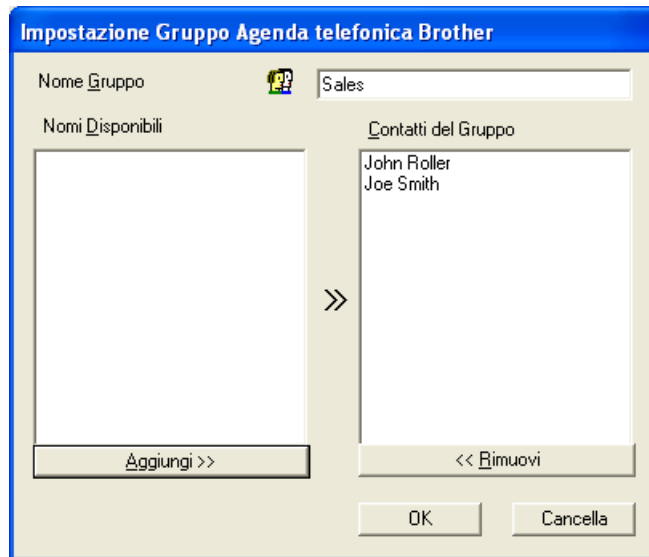 Impostazione Gruppo Agenda telefonica Brother
Nome Gruppo
Sales
Nomi Disponibili
Contatti del Gruppo
John Roller
Joe Smith
>>
Aggiungi >>
<< Rimuovi
OK
Cancella